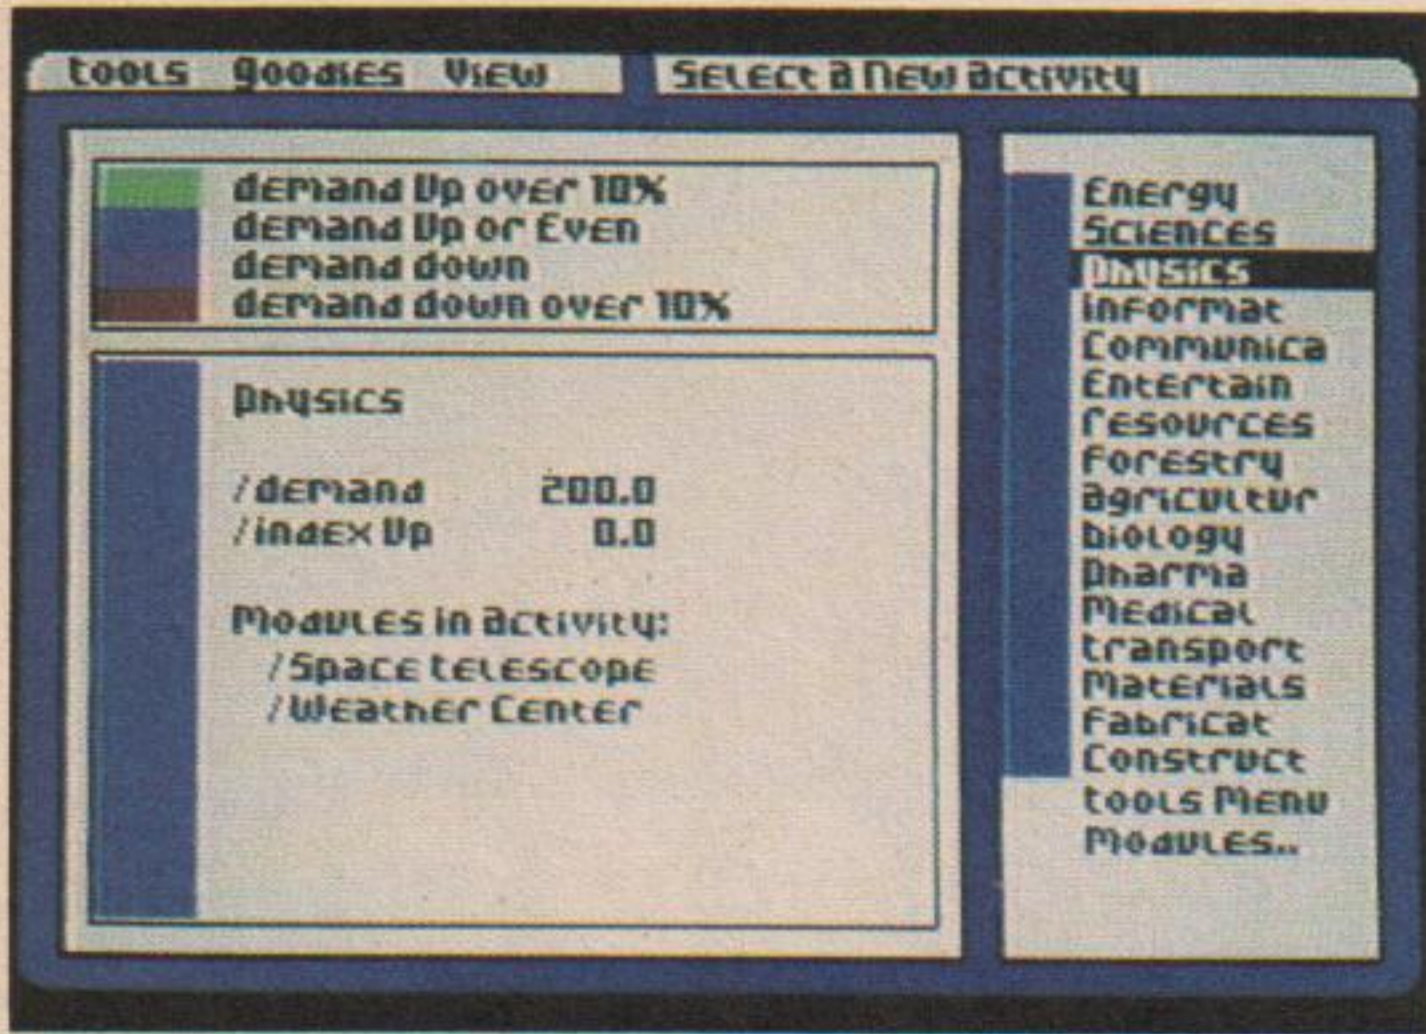 tools goodies View
Select a New activity
demand Up over 10%
demand Up or Even
demand down
demand down over 10%
Physics
/demand 200.0
/index Up 0.0
Modules in activity:
/Space telescope
/Weather Center
Energy
Sciences
Physics
informat
Communica
Entertain
resources
Forestry
agricultur
biology
Pharma
Medical
transport
Materials
Fabricat
Construct
tools Menu
Modules..